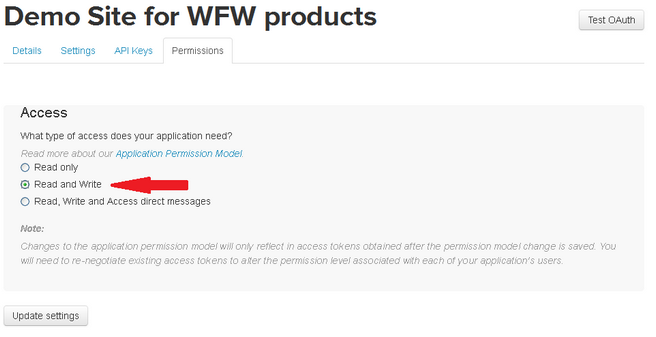 Demo Site for WFW products
Test OAuth
Details Settings API Keys Permissions
Access
What type of access does your application need?
Read more about our Application Permission Model.
Read only
Read and Write
Read, Write and Access direct messages
Note:
Changes to the application permission model will only reflect in access tokens obtained after the permission model change is saved. You
will need to re-negotiate existing access tokens to alter the permission level associated with each of your application's users.
Update settings